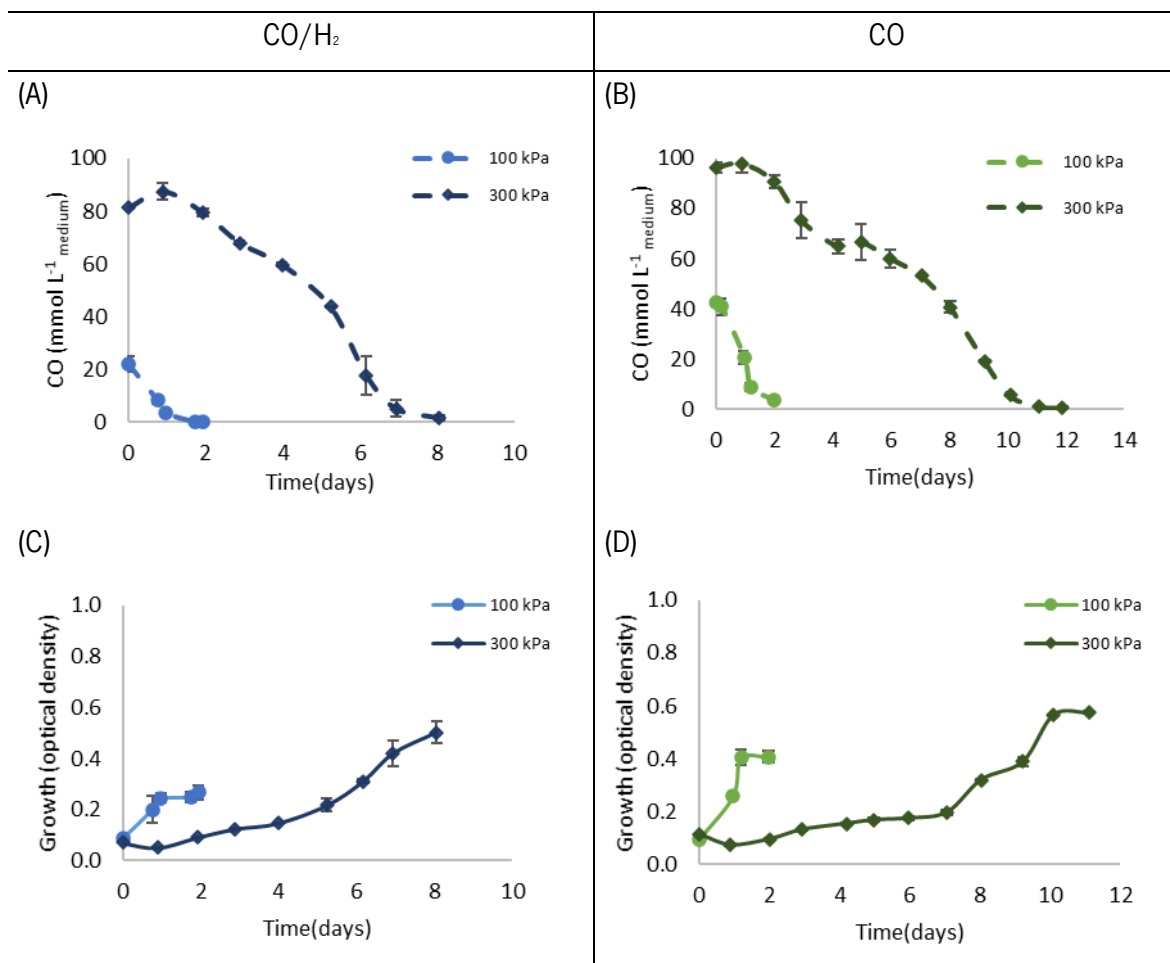 CO/H₂
CO
(A)
100
80
60
40
20
0
CO (mmol L⁻¹ medium)
0 2 4 6 8 10
Time(days)
100 kPa
300 kPa
(B)
100
80
60
40
20
0
CO (mmol L⁻¹ medium)
0 2 4 6 8 10 12 14
Time(days)
100 kPa
300 kPa
(C)
1.0
0.8
0.6
0.4
0.2
0.0
Growth (optical density)
0 2 4 6 8 10
Time(days)
100 kPa
300 kPa
(D)
1.0
0.8
0.6
0.4
0.2
0.0
Growth (optical density)
0 2 4 6 8 10 12
Time(days)
100 kPa
300 kPa